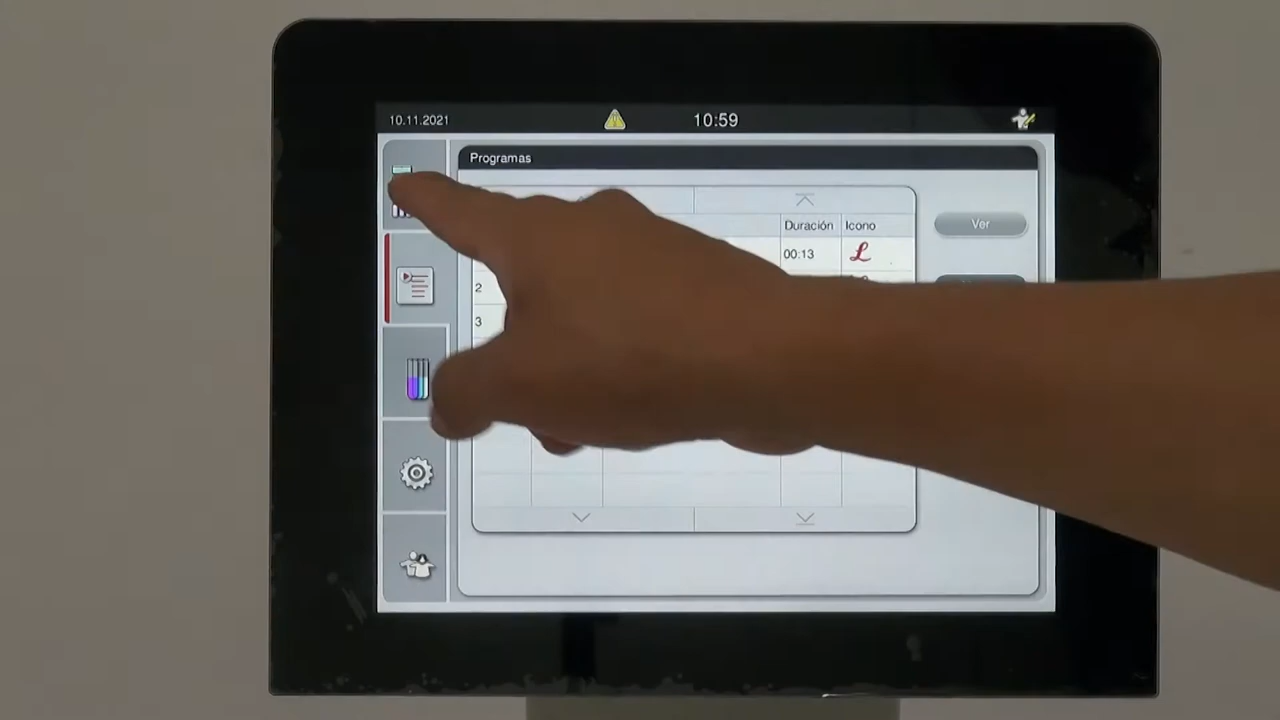 10.11.2021
10:59
Programas
Duración Icono
00:13 L
2
3
Ver